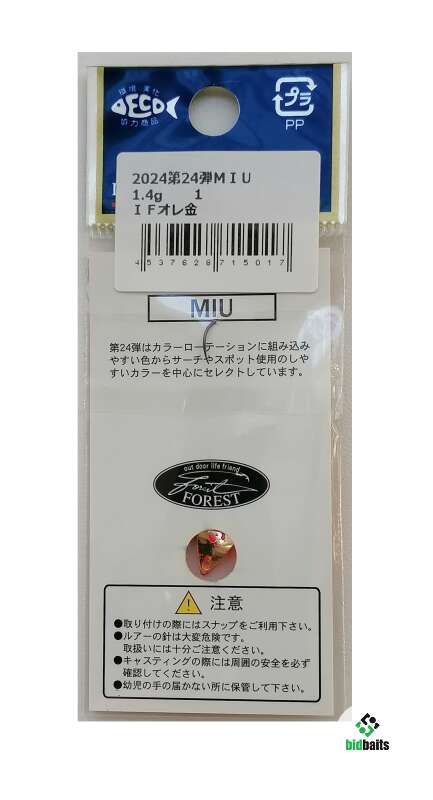 環境 美化
DECO
協力商品
プラ
PP
2024第24弾MIU
1.4g 1
IFオレ金
4 537626 715017
MIU
第24弾はカラーローテーションに組み込み
やすい色からサーチやスポット使用のしや
すいカラーを中心にセレクトしています。
out door life friend
Forest
FOREST
注意
●取り付けの際にはスナップをご利用下さい。
●ルアーの針は大変危険です。
取扱いには十分ご注意ください。
●キャスティングの際には周囲の安全を必ず
確認してください。
●幼児の手の届かない所に保管して下さい。
bidbaits